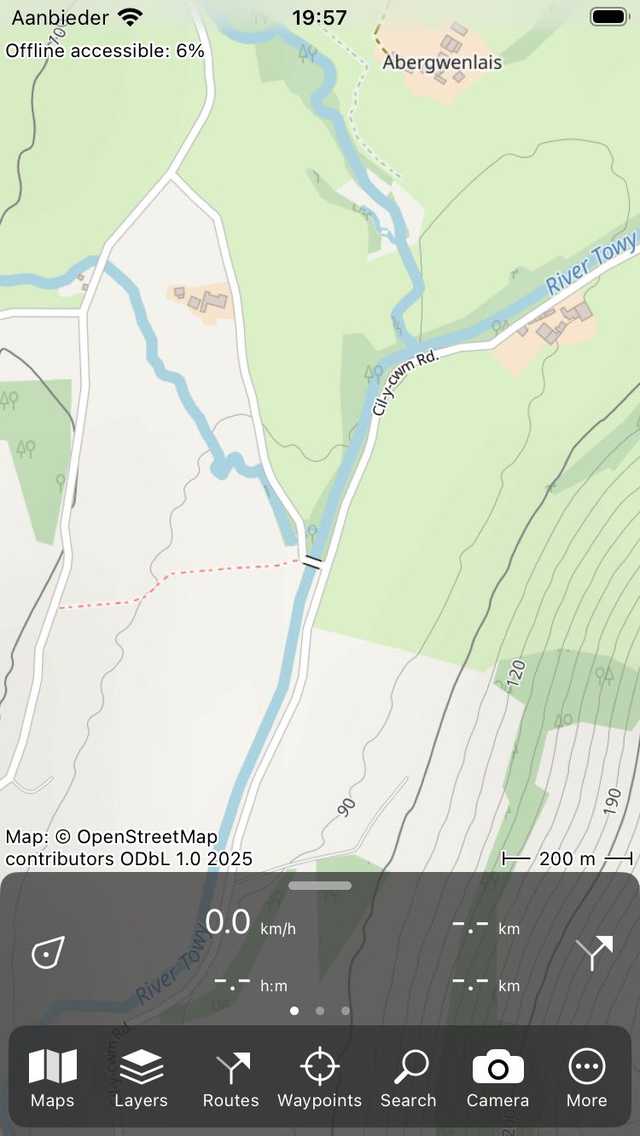 Aanbieder 19:57
Offline accessible: 6%
100
Abergwenlais
River Towy
Cil-y-cwm Rd.
120
190
90
Map: © OpenStreetMap
contributors ODbL 1.0 2025
200 m
0.0 km/h
-.- km
-.- h:m
-.- km
River Towy
Maps Layers Routes Waypoints Search Camera More